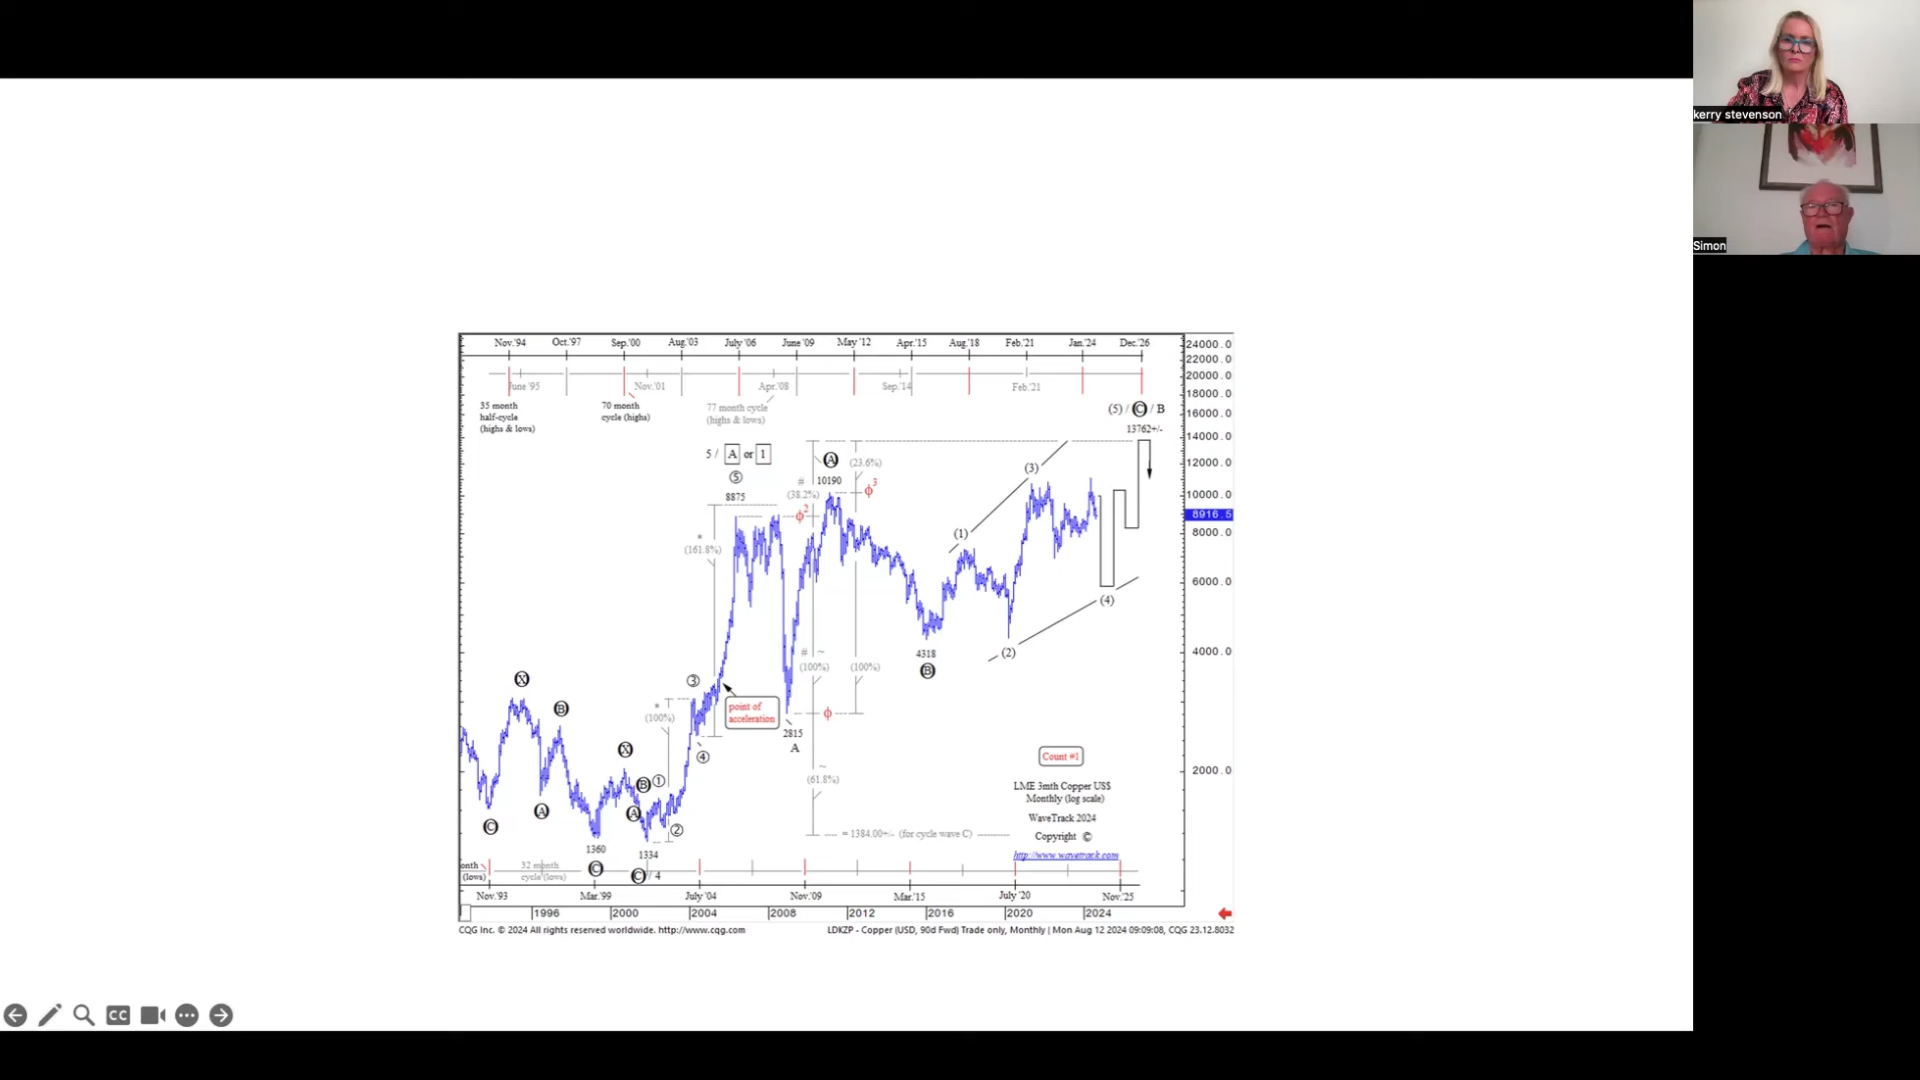 kerry stevenson
Simon
Nov.'94 Oct.'97 Sep.'00 Aug.'03 July '06 June '09 May '12 Apr.'15 Aug.'18 Feb.'21 Jan.'24 Dec.'26
June '95 Nov.'01 Apr.'08 Sep.'14 Feb.'21
35 month
half-cycle
(highs & lows)
70 month
cycle (highs)
77 month cycle
(highs & lows)
(5) / C / B
13762+/-
24000.0
22000.0
20000.0
18000.0
16000.0
14000.0
12000.0
10000.0
8916.5
8000.0
6000.0
4000.0
2000.0
5 / A or 1
5
8875
A
10190
(23.6%)
#
(38.2%)
ϕ3
ϕ2
*
(161.8%)
(3)
(1)
(4)
(2)
4318
B
# ~
(100%)
(100%)
X
B
3
*
(100%)
point of
acceleration
ϕ
2815
A
4
X
B 1
A
A
2
C
1360
C
1334
C / 4
~
(61.8%)
= 1384.00+/- (for cycle wave C)
Count #1
LME 3mth Copper US$
Monthly (log scale)
WaveTrack 2024
Copyright ©
http://www.wavetrack.com
onth
(lows)
32 month
cycle (lows)
Nov.'93 Mar.'99 July '04 Nov.'09 Mar.'15 July '20 Nov.'25
1996 2000 2004 2008 2012 2016 2020 2024
CQG Inc. © 2024 All rights reserved worldwide. http://www.cqg.com
LDKZP - Copper (USD, 90d Fwd) Trade only, Monthly | Mon Aug 12 2024 09:09:08, CQG 23.12.8032
CC